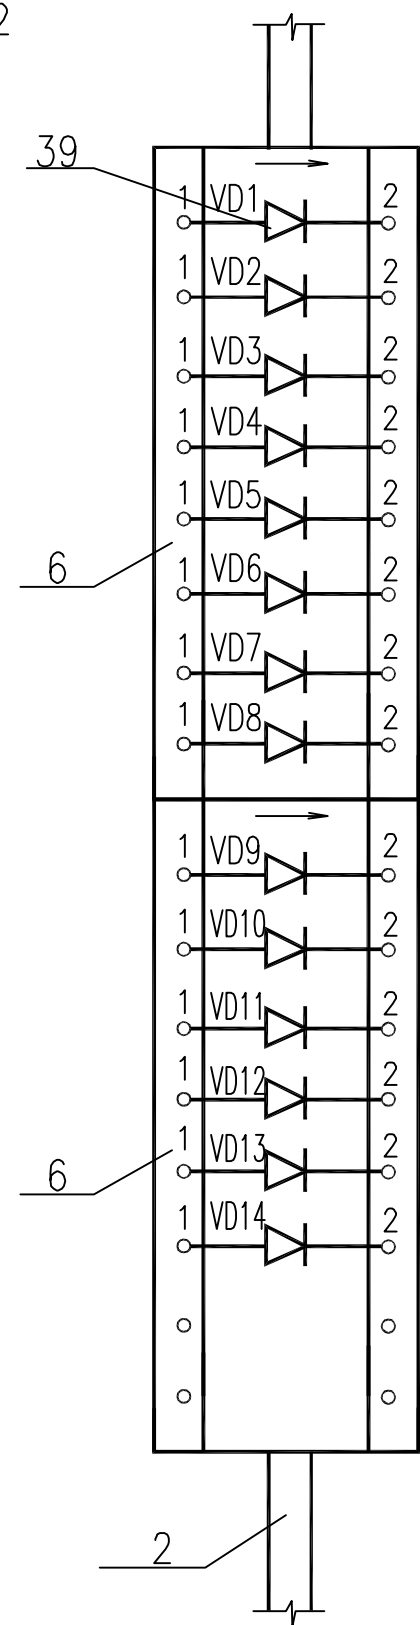 2
39
1 VD1 2
1 VD2 2
1 VD3 2
1 VD4 2
1 VD5 2
6
1 VD6 2
1 VD7 2
1 VD8 2
1 VD9 2
1 VD10 2
1 VD11 2
1 VD12 2
1 VD13 2
6
1 VD14 2
2